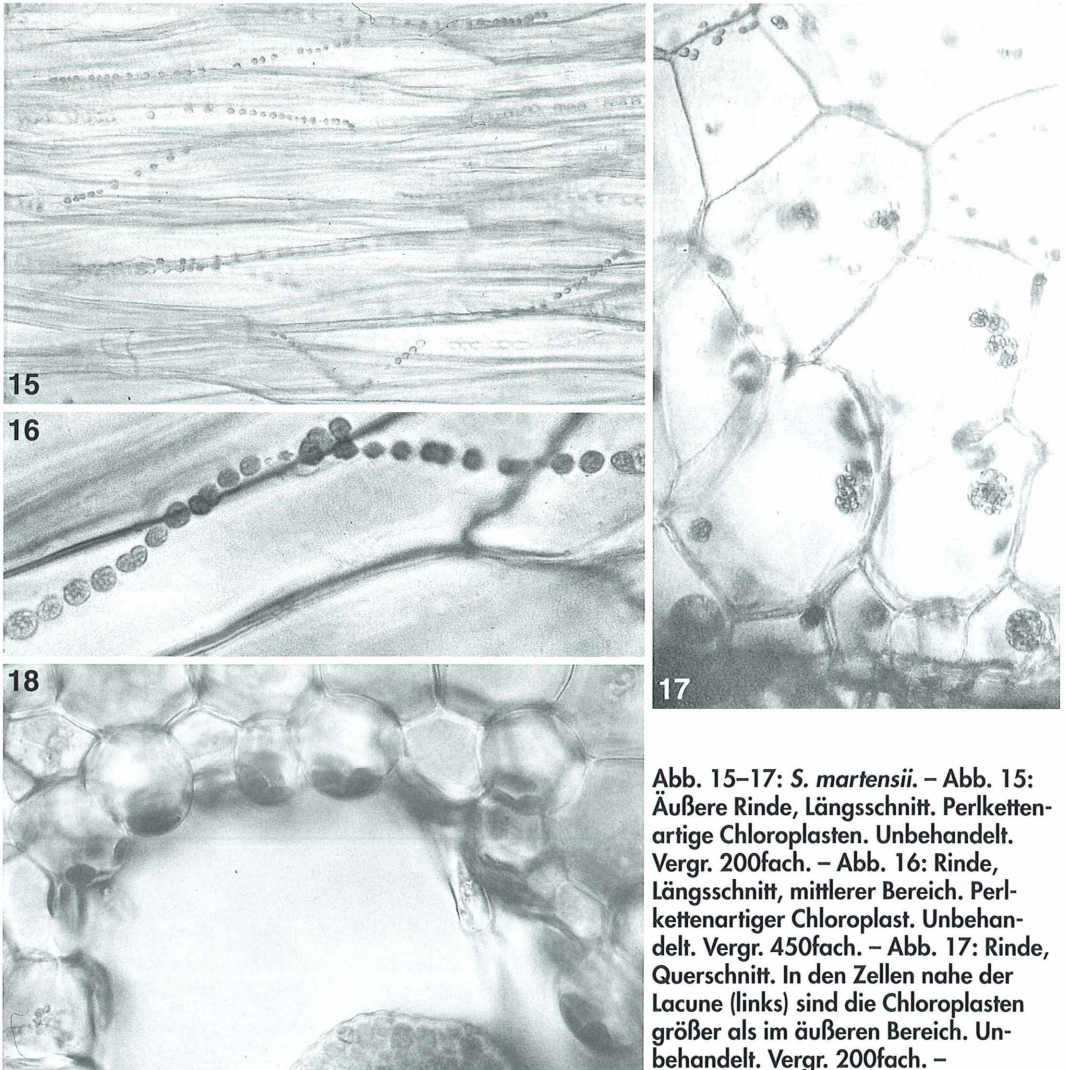 15
16
17
18
Abb. 15–17: S. martensii. – Abb. 15:
Äußere Rinde, Längsschnitt. Perlketten-
artige Chloroplasten. Unbehandelt.
Vergr. 200fach. – Abb. 16: Rinde,
Längsschnitt, mittlerer Bereich. Perl-
kettenartiger Chloroplast. Unbehan-
delt. Vergr. 450fach. – Abb. 17: Rinde,
Querschnitt. In den Zellen nahe der
Lacune (links) sind die Chloroplasten
größer als im äußeren Bereich. Un-
behandelt. Vergr. 200fach. –